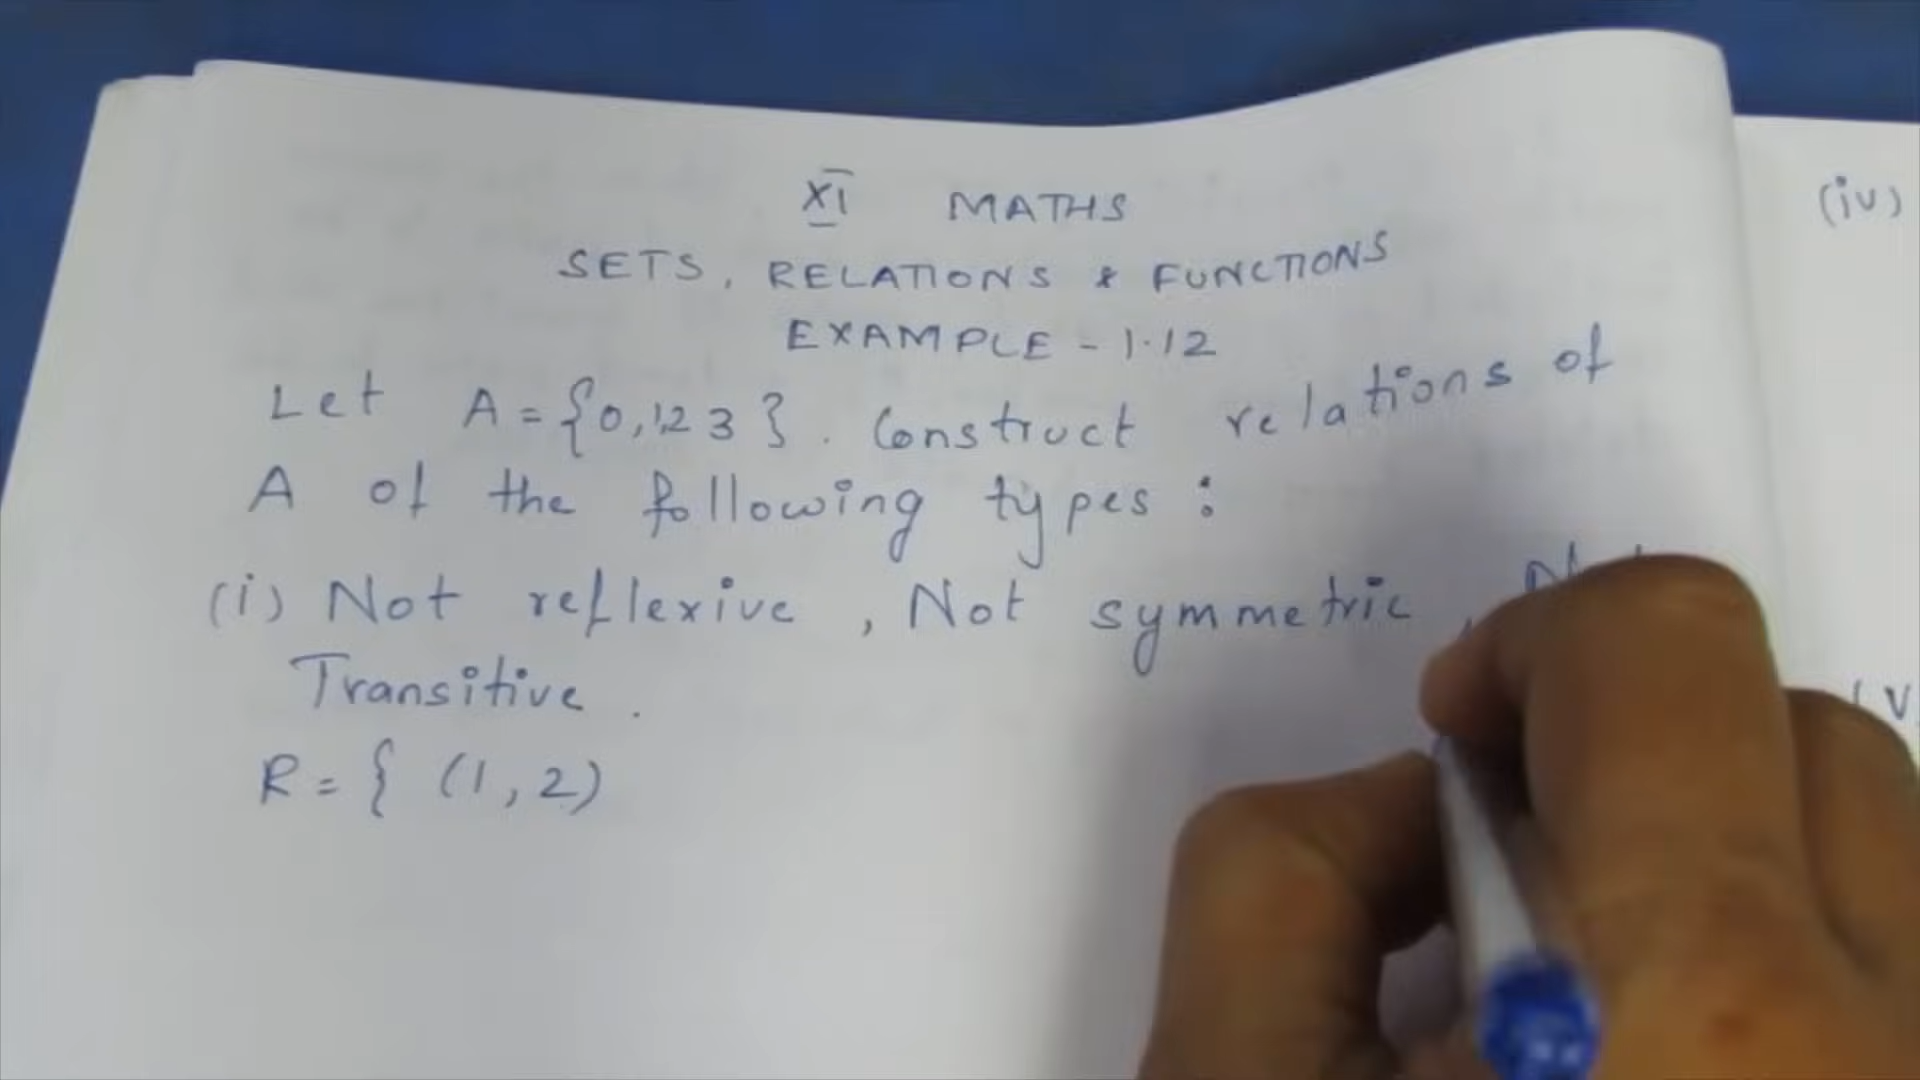 XI MATHS
SETS, RELATIONS & FUNCTIONS
EXAMPLE - 1.12
Let A = {0,1,2 3}. Construct relations of
A of the following types :
(i) Not reflexive, Not symmetric,
Transitive.
R = { (1, 2)
(iv)
(v